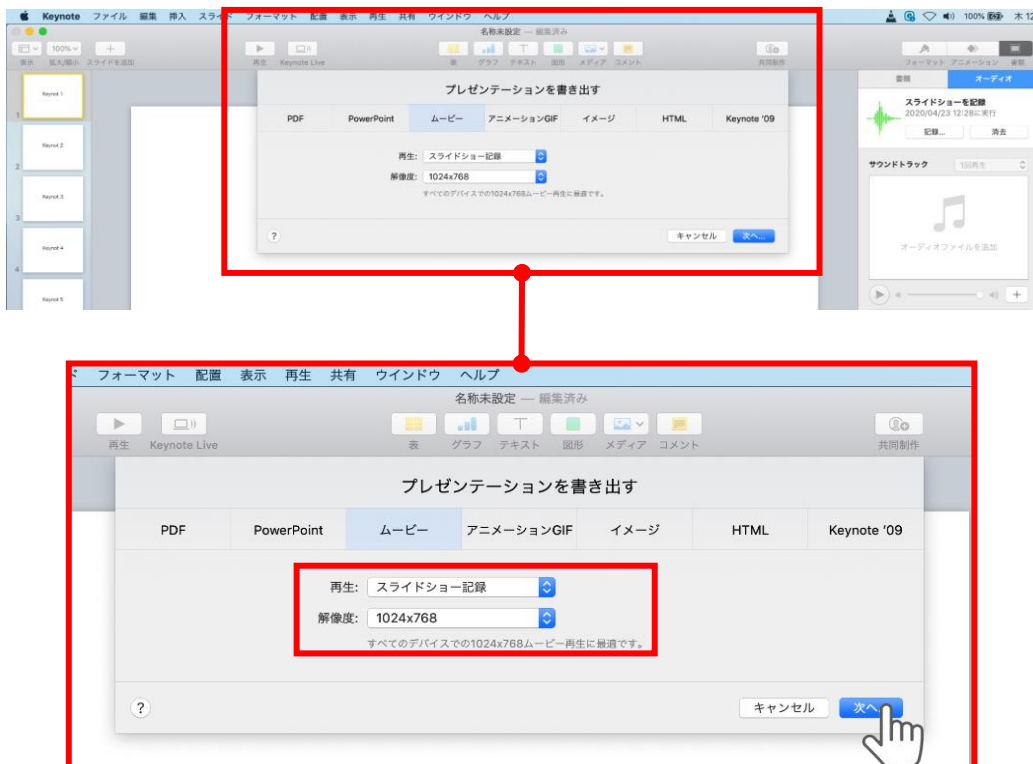 Keynote ファイル 編集 挿入 スライド フォーマット 配置 表示 再生 共有 ウインドウ ヘルプ 100% 木12
名称未設定 — 編集済み
100%
表示 拡大/縮小 スライドを追加 再生 Keynote Live 表 グラフ テキスト 図形 メディア コメント 共同制作 フォーマット アニメーション 書類
書類 オーディオ
スライドショーを記録
2020/04/23 12:28に実行
記録... 消去
サウンドトラック 1回再生
オーディオファイルを追加
Keynot 1
1
Keynot 2
2
Keynot 3
3
Keynot 4
4
Keynot 5
プレゼンテーションを書き出す
PDF PowerPoint ムービー アニメーションGIF イメージ HTML Keynote '09
再生: スライドショー記録
解像度: 1024x768
すべてのデバイスでの1024x768ムービー再生に最適です。
? キャンセル 次へ...
ド フォーマット 配置 表示 再生 共有 ウインドウ ヘルプ
名称未設定 — 編集済み
再生 Keynote Live 表 グラフ テキスト 図形 メディア コメント 共同制作
プレゼンテーションを書き出す
PDF PowerPoint ムービー アニメーションGIF イメージ HTML Keynote '09
再生: スライドショー記録
解像度: 1024x768
すべてのデバイスでの1024x768ムービー再生に最適です。
? キャンセル 次へ